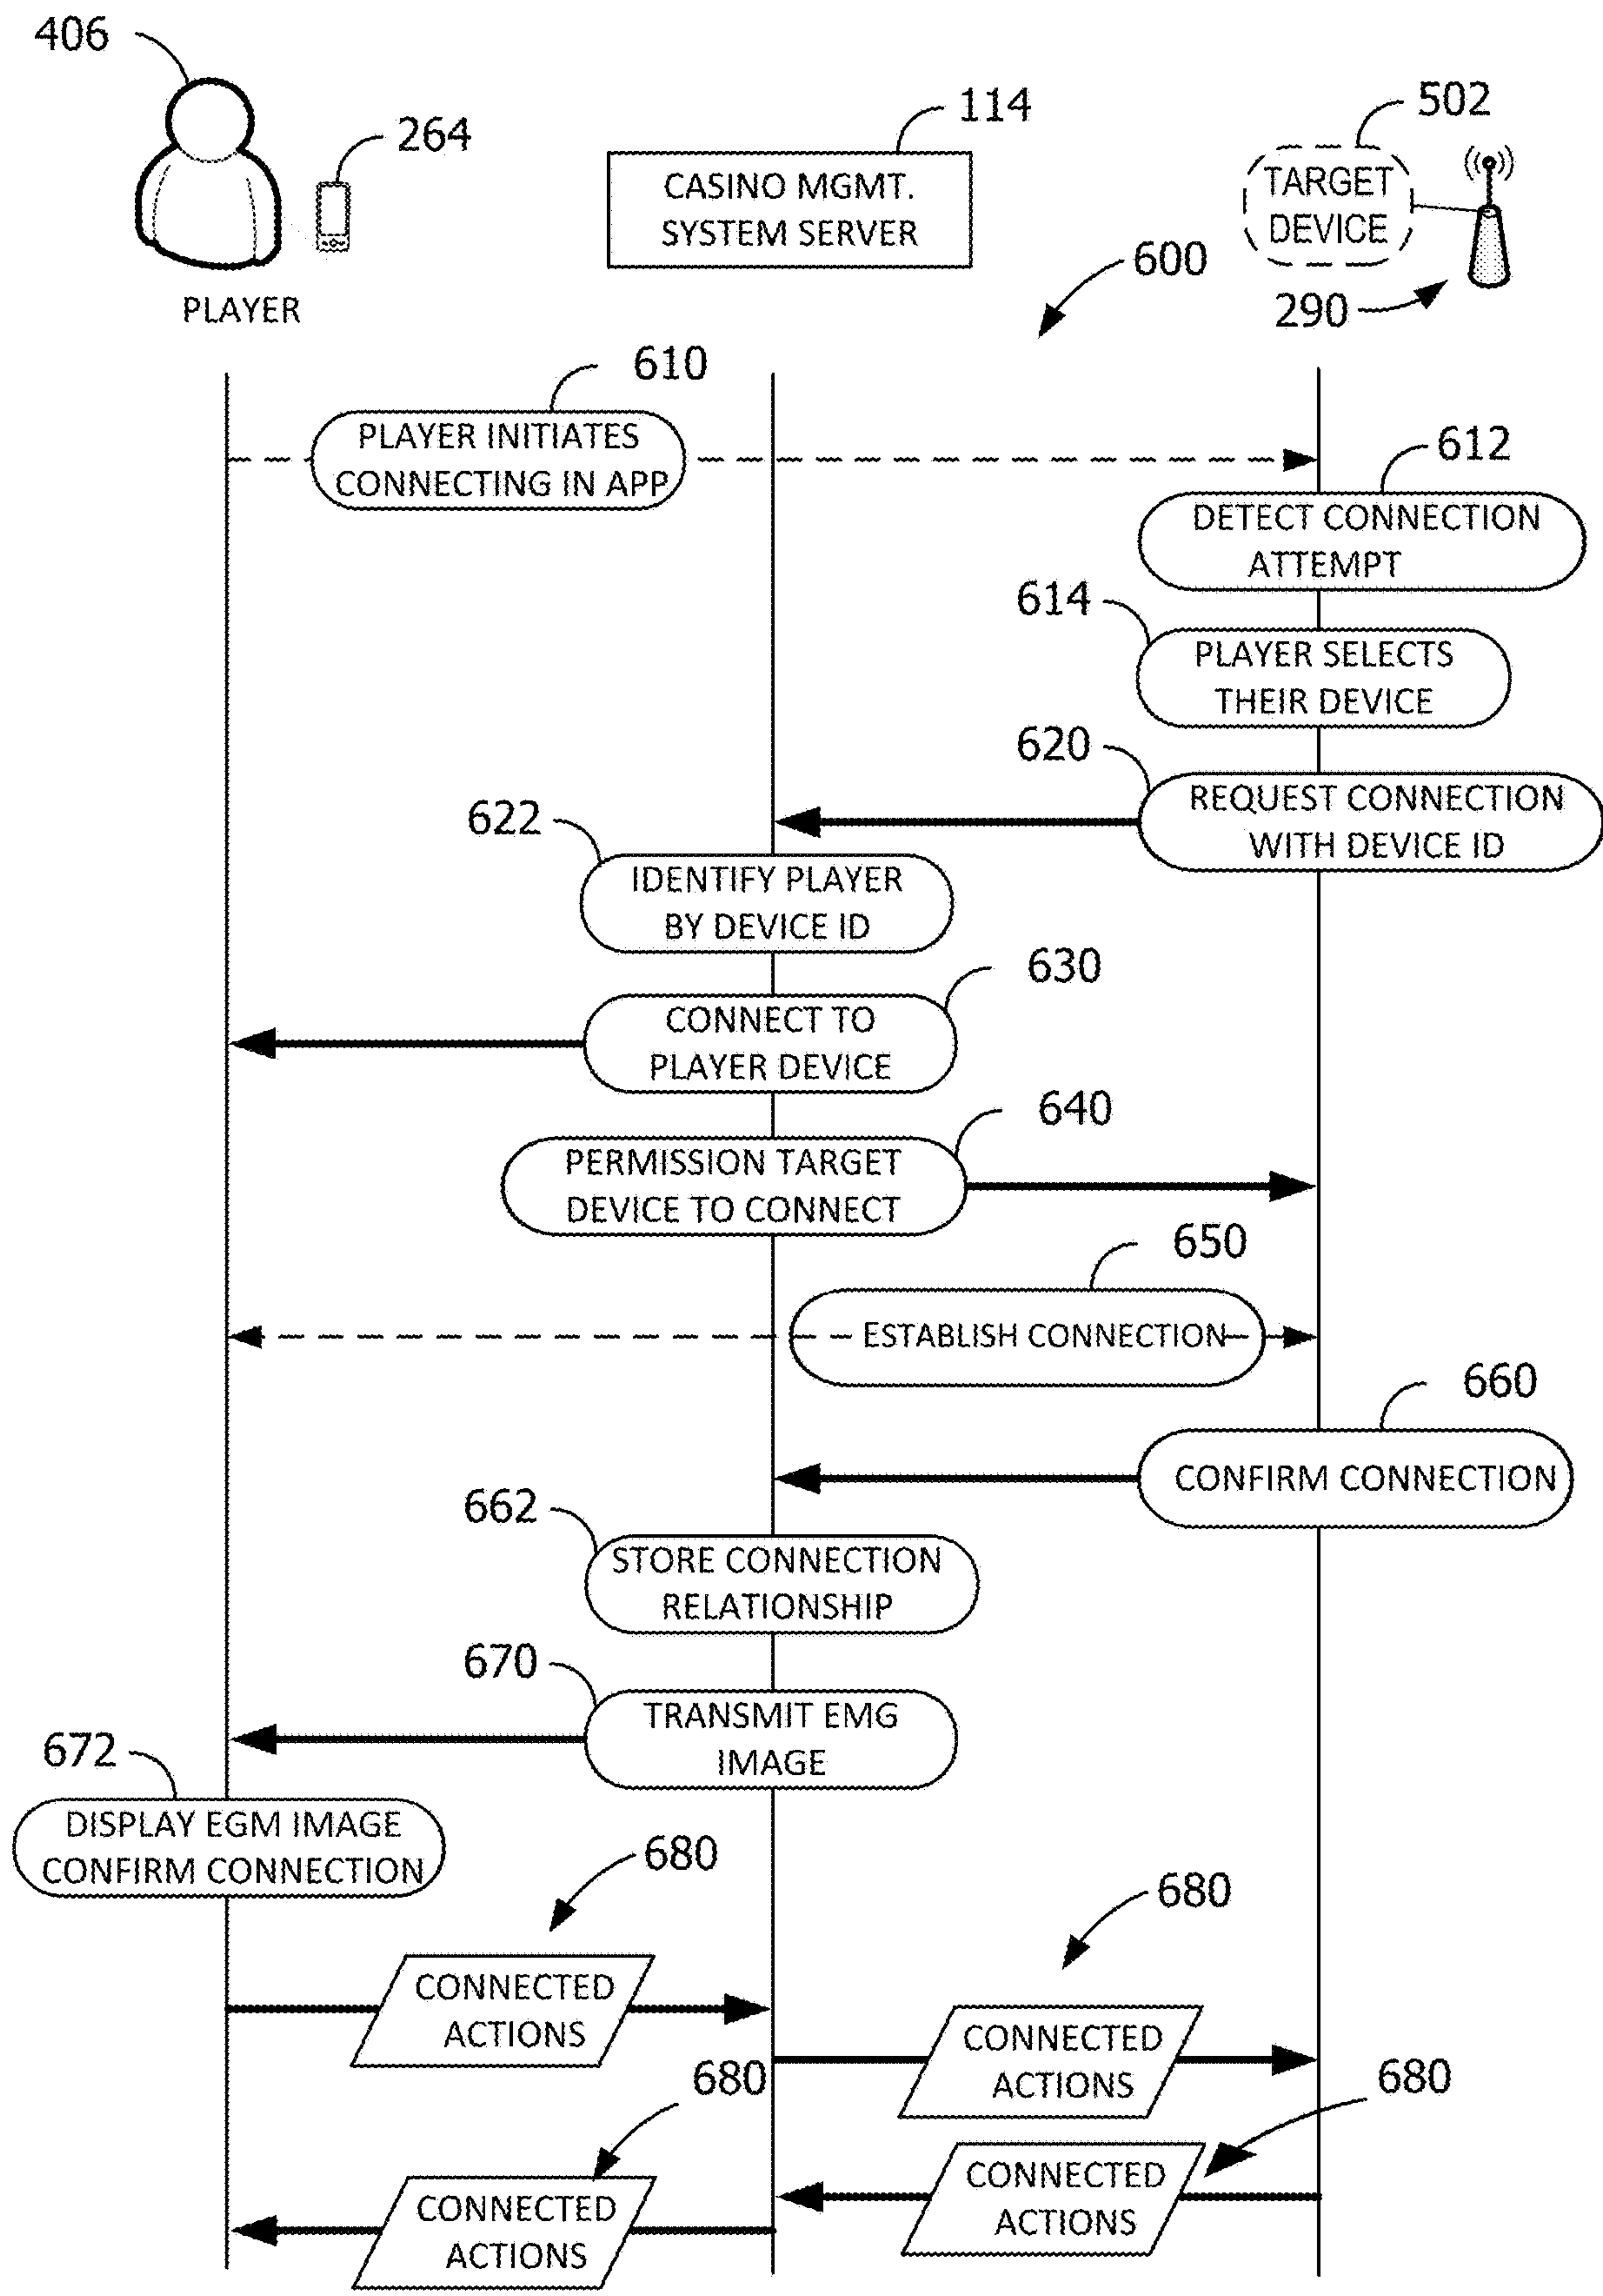 406
264
PLAYER
114
CASINO MGMT.
SYSTEM SERVER
502
TARGET
DEVICE
290
600
610
PLAYER INITIATES
CONNECTING IN APP
612
DETECT CONNECTION
ATTEMPT
614
PLAYER SELECTS
THEIR DEVICE
620
REQUEST CONNECTION
WITH DEVICE ID
622
IDENTIFY PLAYER
BY DEVICE ID
630
CONNECT TO
PLAYER DEVICE
640
PERMISSION TARGET
DEVICE TO CONNECT
650
ESTABLISH CONNECTION
660
CONFIRM CONNECTION
662
STORE CONNECTION
RELATIONSHIP
670
TRANSMIT EMG
IMAGE
672
DISPLAY EGM IMAGE
CONFIRM CONNECTION
680
CONNECTED
ACTIONS
680
CONNECTED
ACTIONS
680
CONNECTED
ACTIONS
680
CONNECTED
ACTIONS